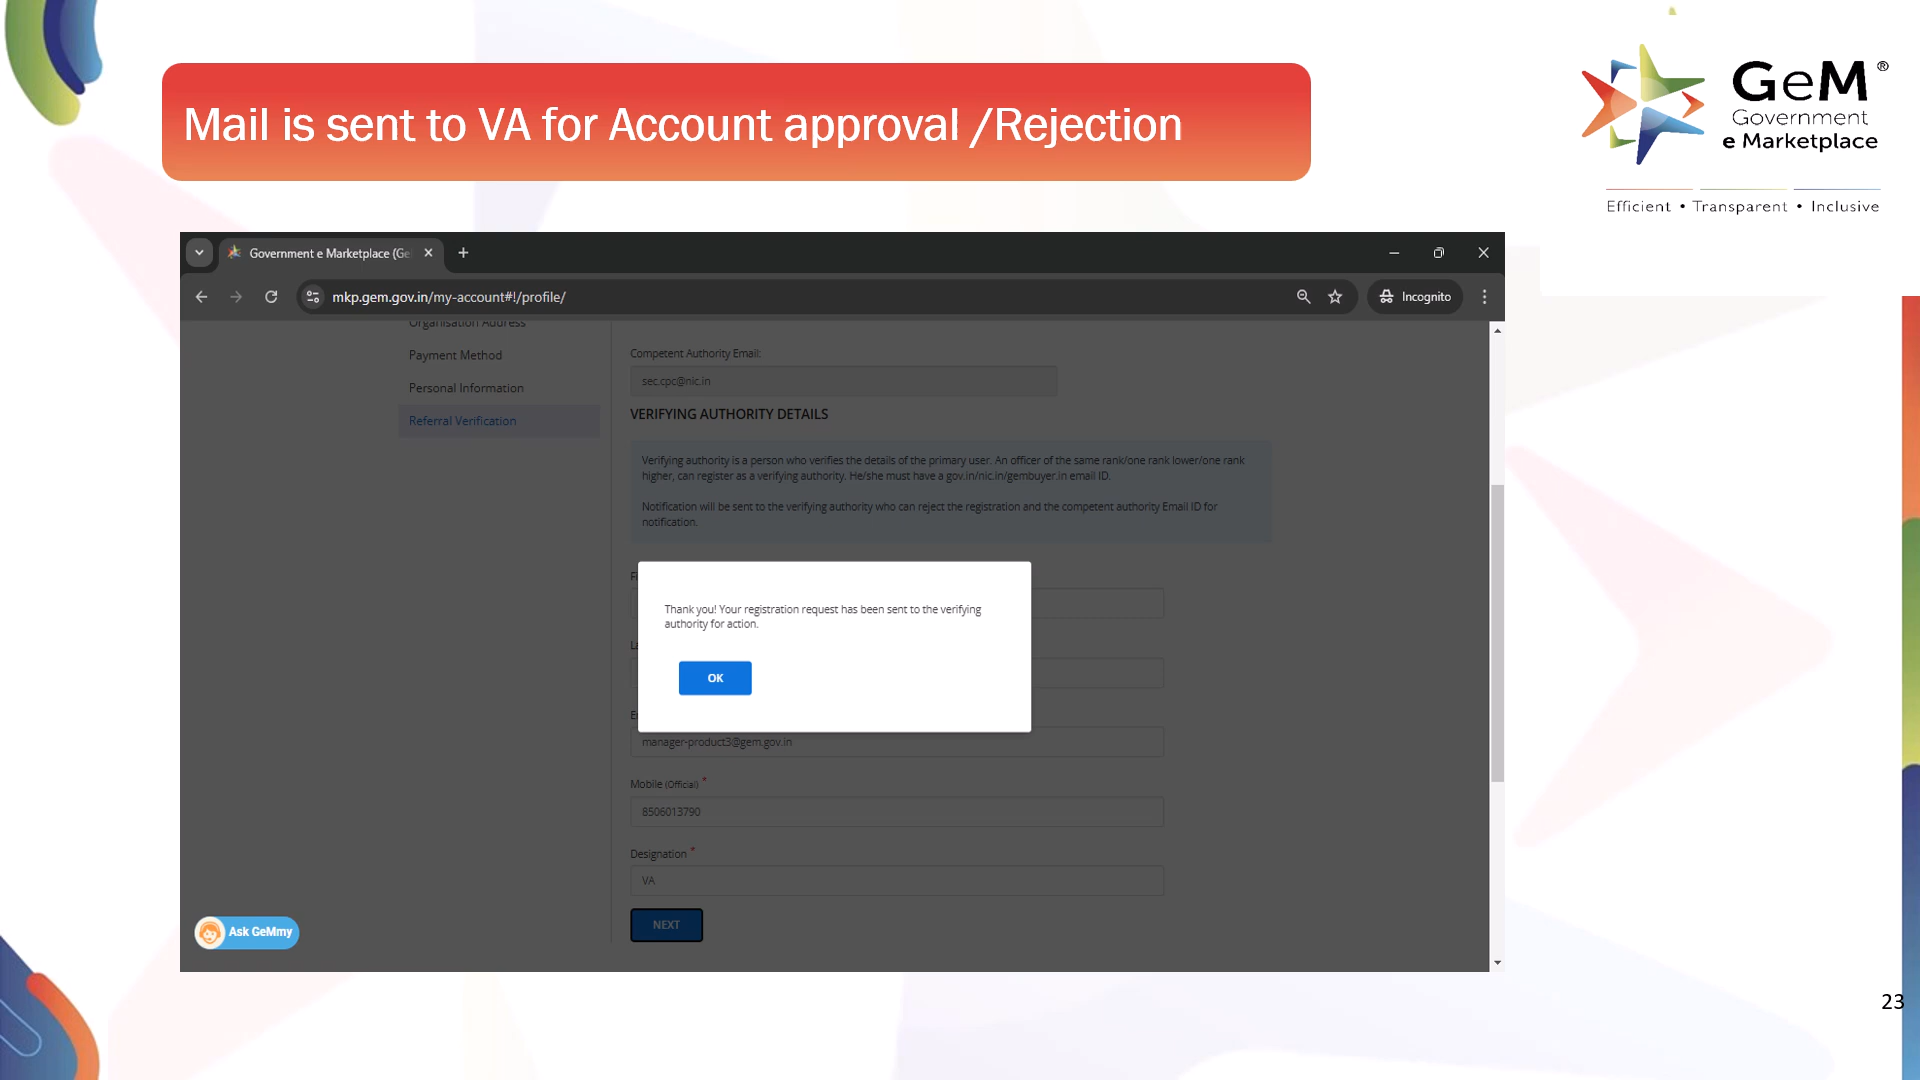 Mail is sent to VA for Account approval /Rejection
GeM®
Government
e Marketplace
Efficient • Transparent • Inclusive
Government e Marketplace (Ge
mkp.gem.gov.in/my-account#!/profile/
Incognito
Organisation Address
Payment Method
Personal Information
Referral Verification
Competent Authority Email:
sec.cpc@nic.in
VERIFYING AUTHORITY DETAILS
Verifying authority is a person who verifies the details of the primary user. An officer of the same rank/one rank lower/one rank
higher, can register as a verifying authority. He/she must have a gov.in/nic.in/gembuyer.in email ID.
Notification will be sent to the verifying authority who can reject the registration and the competent authority Email ID for
notification.
Thank you! Your registration request has been sent to the verifying
authority for action.
OK
manager-product3@gem.gov.in
Mobile (Official) *
8506013790
Designation *
VA
NEXT
Ask GeMmy
23